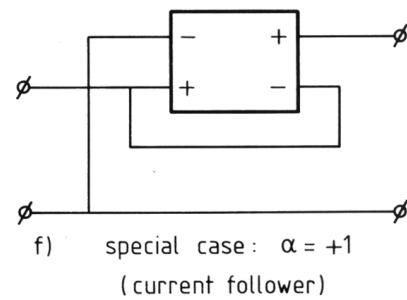 − +
+ −
f) special case: α = +1
(current follower)